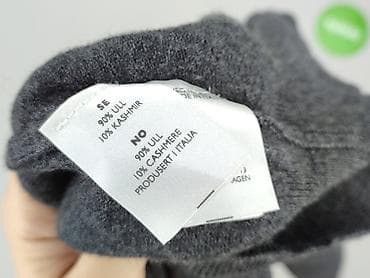 SE
90% ULL
10% KASHMIR
NO
90% ULL
10% CASHMERE
PRODUSERT I ITALIA